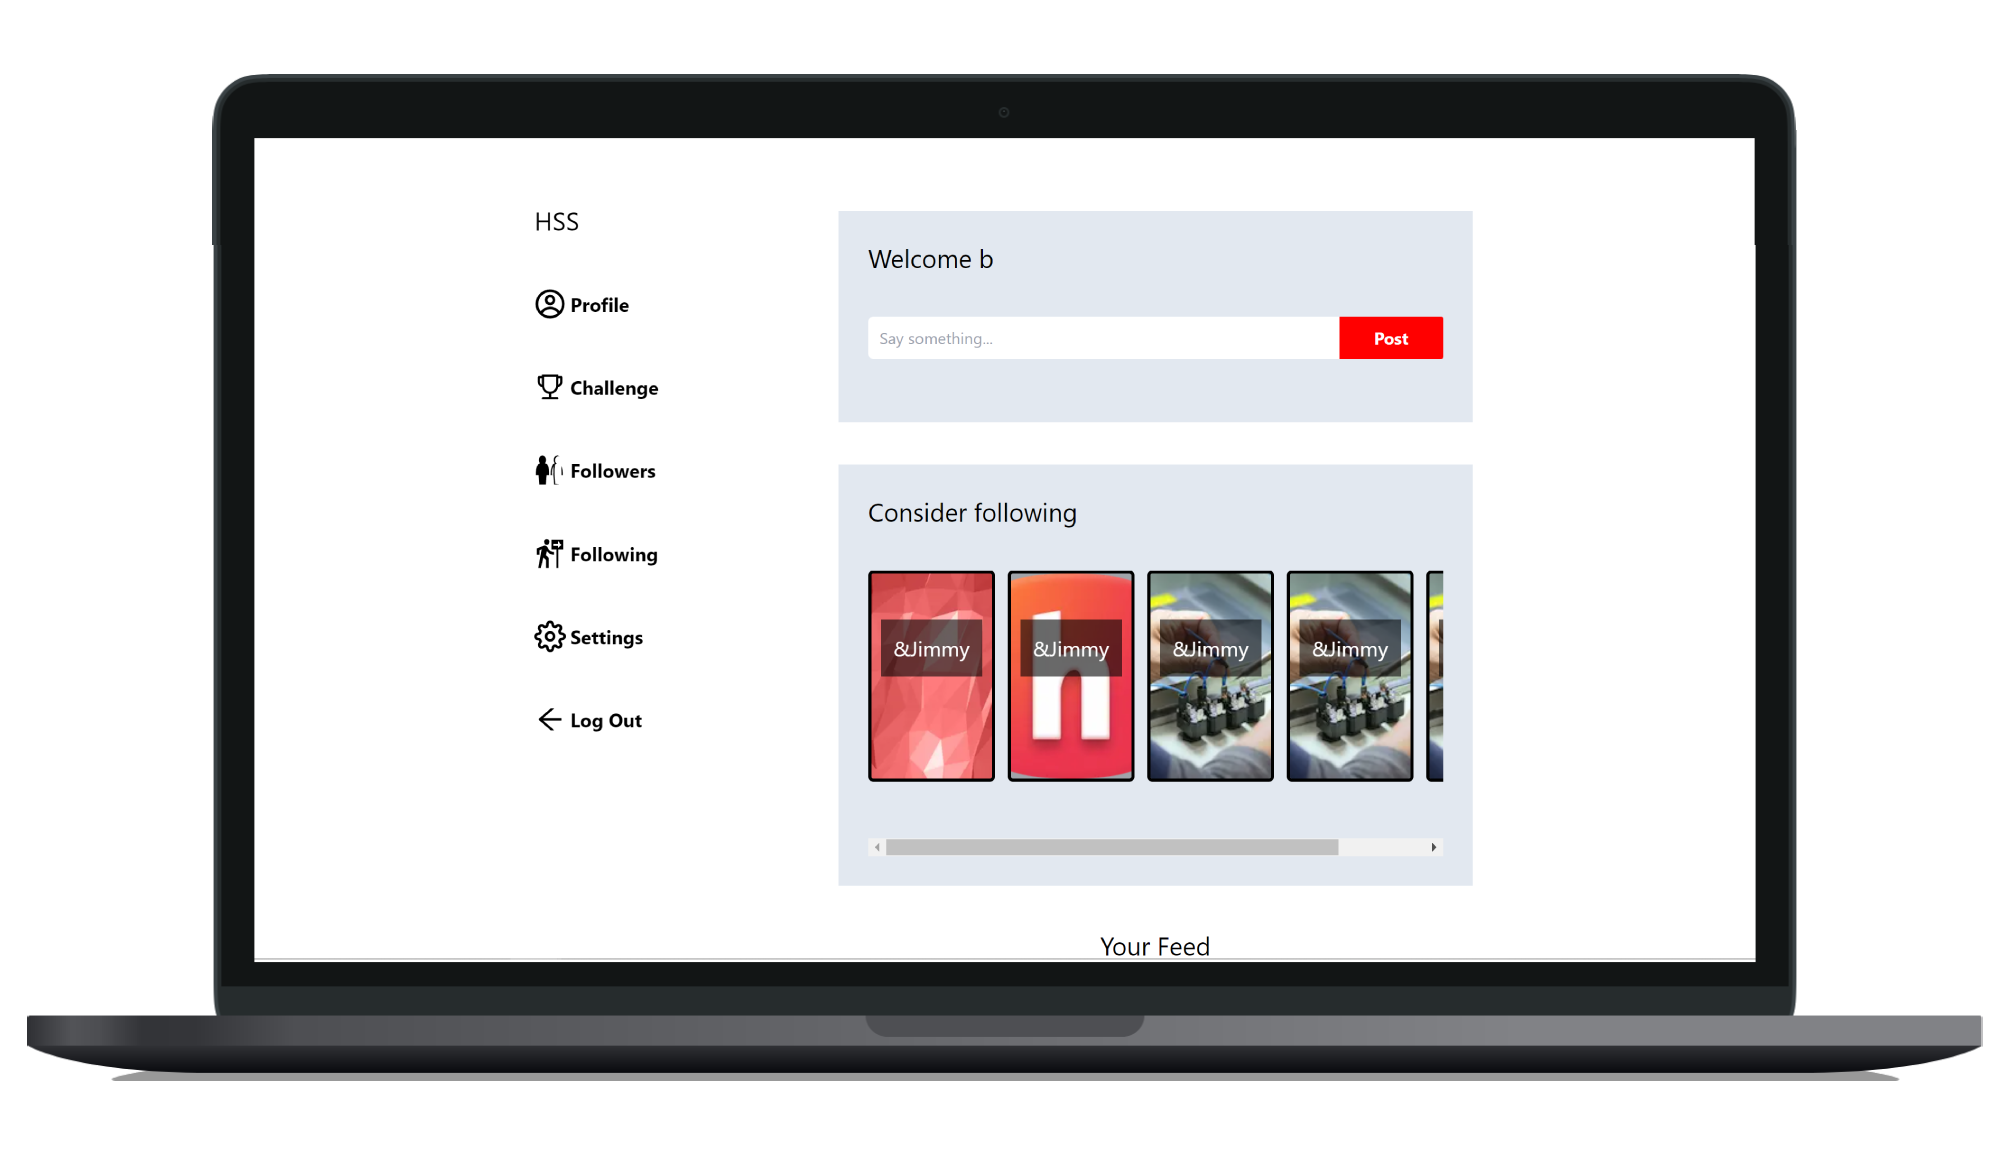 HSS
Profile
Challenge
Followers
Following
Settings
Log Out
Welcome b
Say something...
Post
Consider following
&Jimmy
&Jimmy
&Jimmy
&Jimmy
h
Your Feed